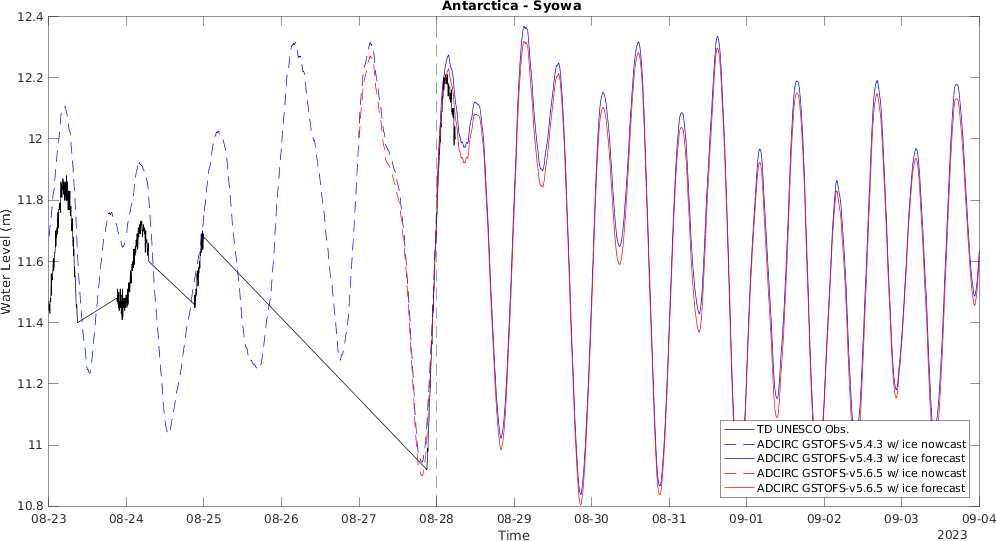 Antarctica - Syowa
12.4
12.2
12
11.8
11.6
11.4
11.2
11
10.8
Water Level (m)
TD UNESCO Obs.
ADCIRC GSTOFS-v5.4.3 w/ ice nowcast
ADCIRC GSTOFS-v5.4.3 w/ ice forecast
ADCIRC GSTOFS-v5.6.5 w/ ice nowcast
ADCIRC GSTOFS-v5.6.5 w/ ice forecast
08-23 08-24 08-25 08-26 08-27 08-28 08-29 08-30 08-31 09-01 09-02 09-03 09-04
Time
2023